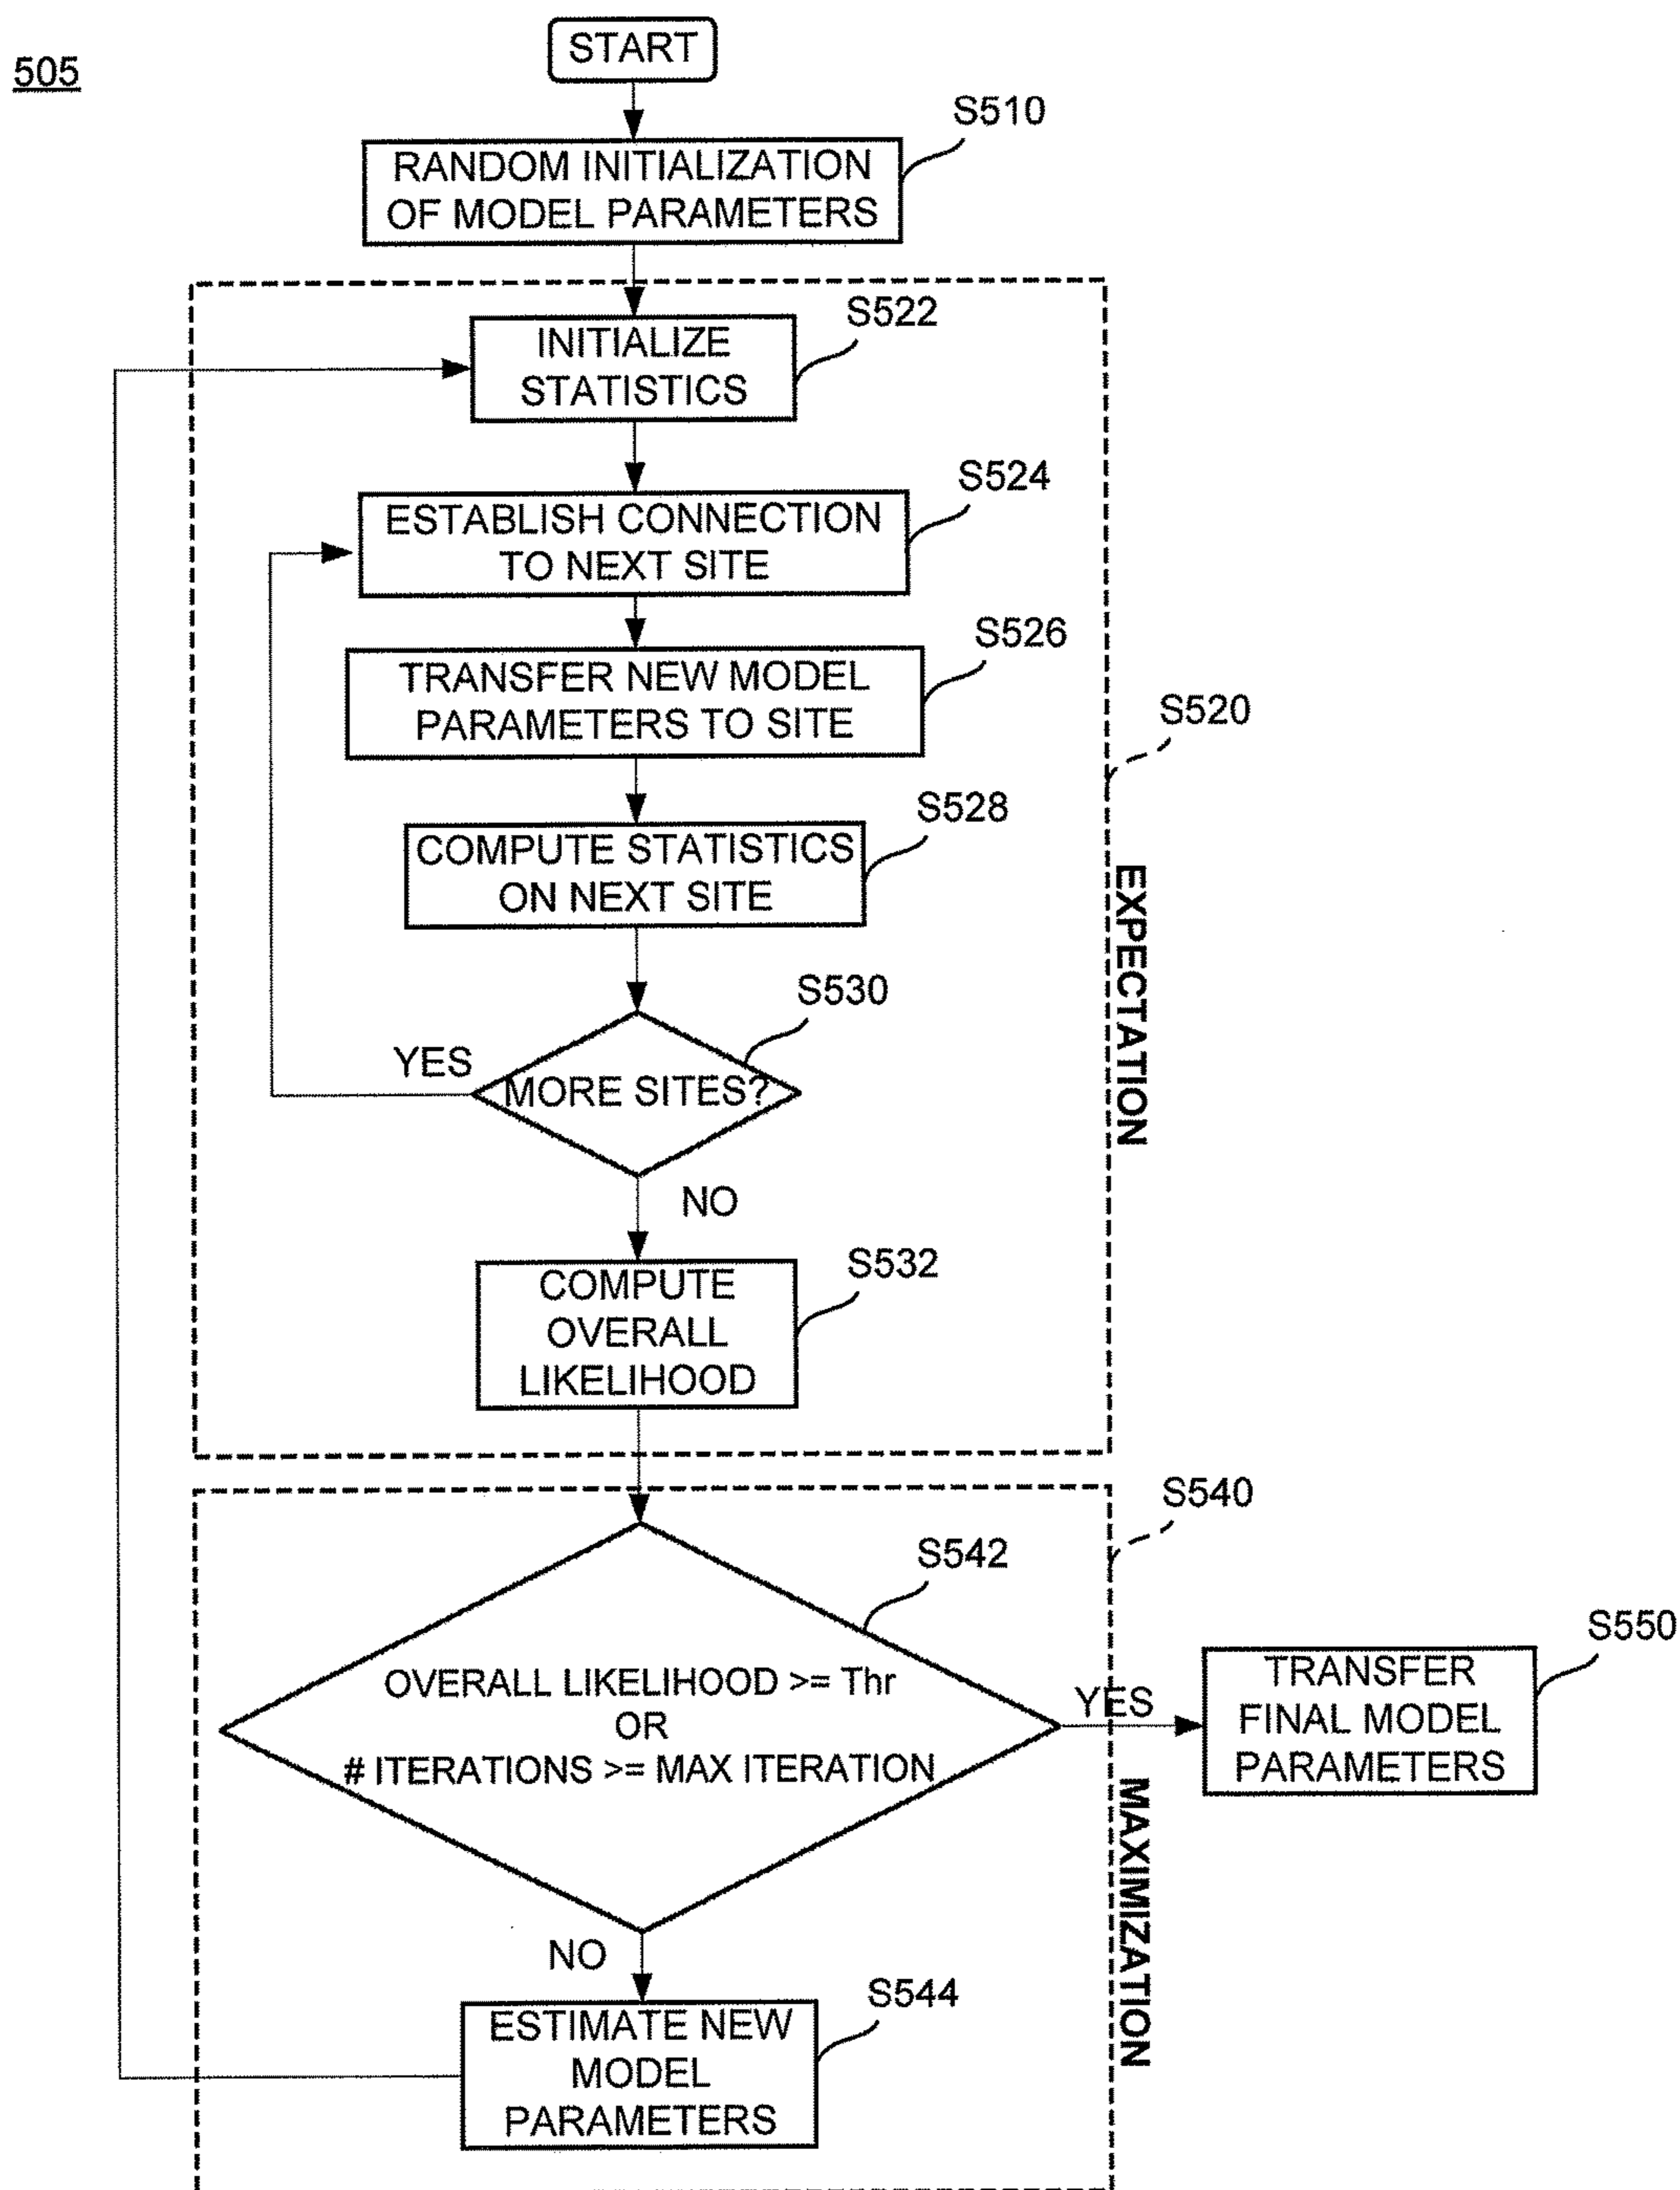 505
START
S510
RANDOM INITIALIZATION
OF MODEL PARAMETERS
S522
INITIALIZE
STATISTICS
S524
ESTABLISH CONNECTION
TO NEXT SITE
S526
TRANSFER NEW MODEL
PARAMETERS TO SITE
S520
S528
COMPUTE STATISTICS
ON NEXT SITE
EXPECTATION
S530
YES
MORE SITES?
NO
S532
COMPUTE
OVERALL
LIKELIHOOD
S540
S542
OVERALL LIKELIHOOD >= Thr
OR
# ITERATIONS >= MAX ITERATION
YES
S550
TRANSFER
FINAL MODEL
PARAMETERS
MAXIMIZATION
NO
S544
ESTIMATE NEW
MODEL
PARAMETERS